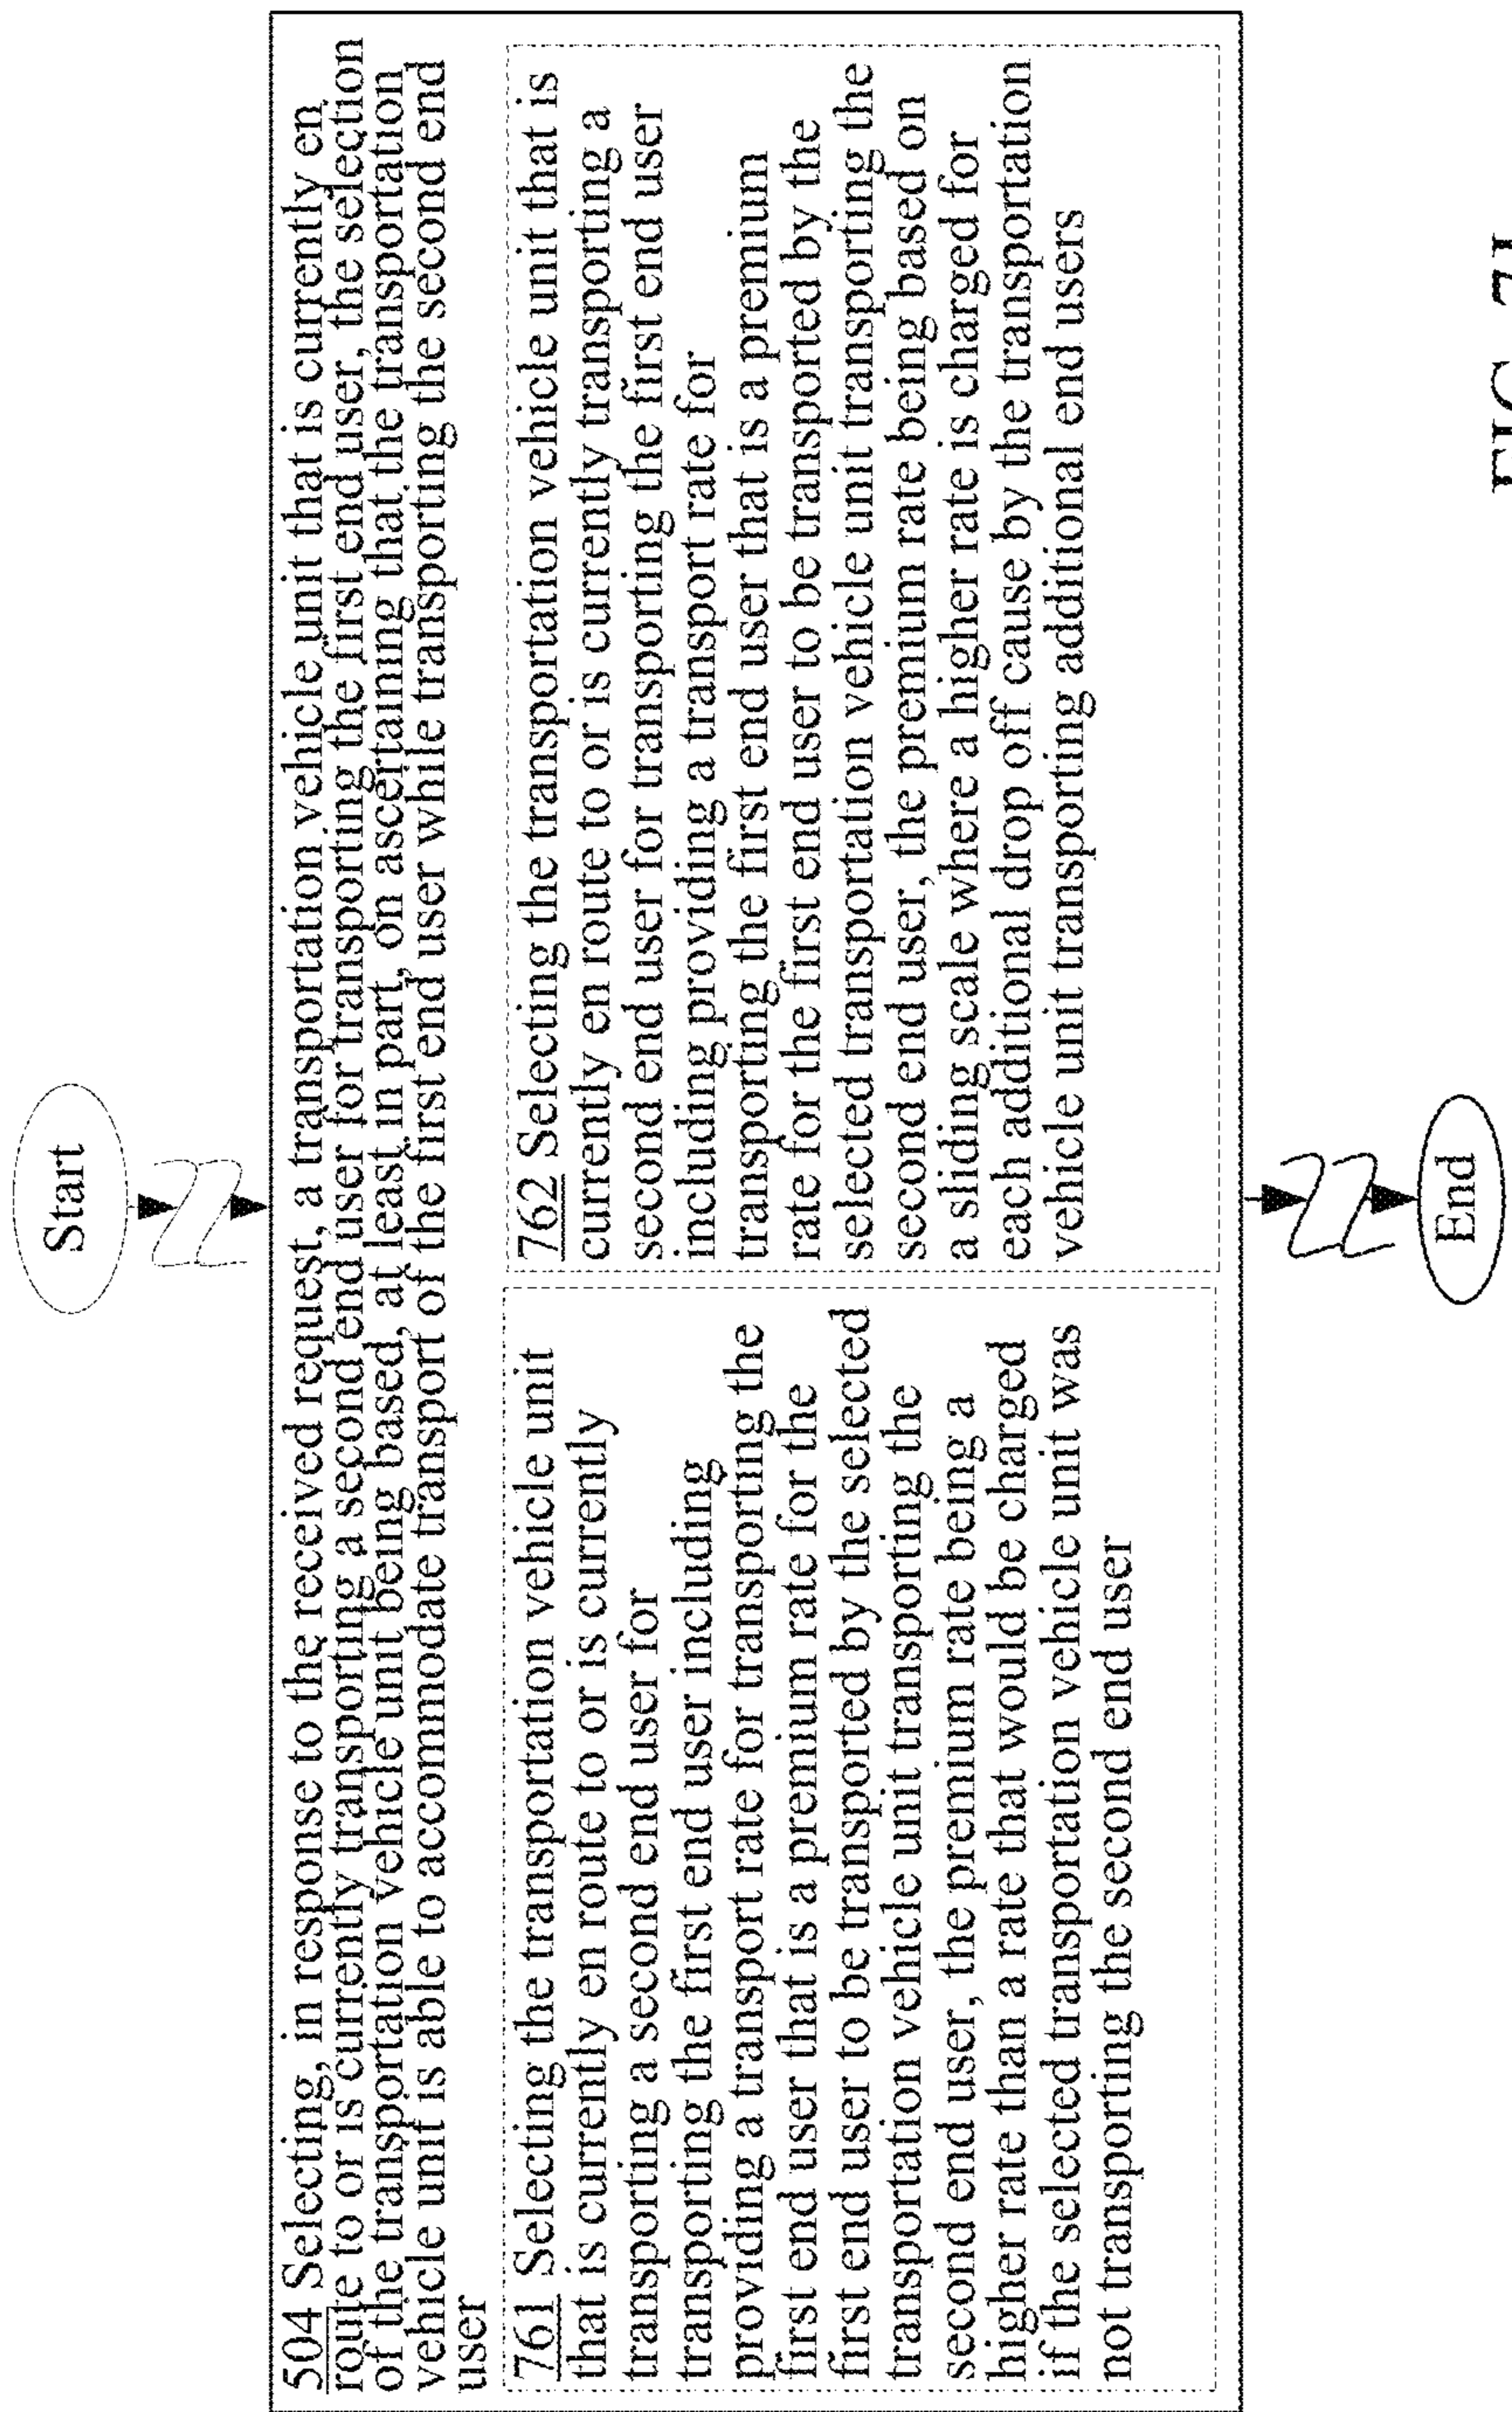 Start
504 Selecting, in response to the received request, a transportation vehicle unit that is currently en
route to or is currently transporting a second end user for transporting the first end user, the selection
of the transportation vehicle unit being based, at least in part, on ascertaining that the transportation
vehicle unit is able to accommodate transport of the first end user while transporting the second end
user
761 Selecting the transportation vehicle unit
that is currently en route to or is currently
transporting a second end user for
transporting the first end user including
providing a transport rate for transporting the
first end user that is a premium rate for the
first end user to be transported by the selected
transportation vehicle unit transporting the
second end user, the premium rate being a
higher rate than a rate that would be charged
if the selected transportation vehicle unit was
not transporting the second end user
762 Selecting the transportation vehicle unit that is
currently en route to or is currently transporting a
second end user for transporting the first end user
including providing a transport rate for
transporting the first end user that is a premium
rate for the first end user to be transported by the
selected transportation vehicle unit transporting the
second end user, the premium rate being based on
a sliding scale where a higher rate is charged for
each additional drop off cause by the transportation
vehicle unit transporting additional end users
End